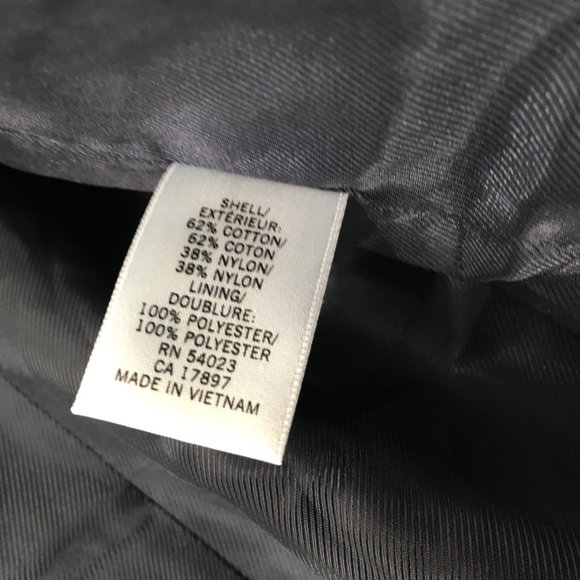 SHELL/
EXTÉRIEUR:
62% COTTON/
62% COTON
38% NYLON/
38% NYLON
LINING/
DOUBLURE:
100% POLYESTER/
100% POLYESTER
RN 54023
CA 17897
MADE IN VIETNAM